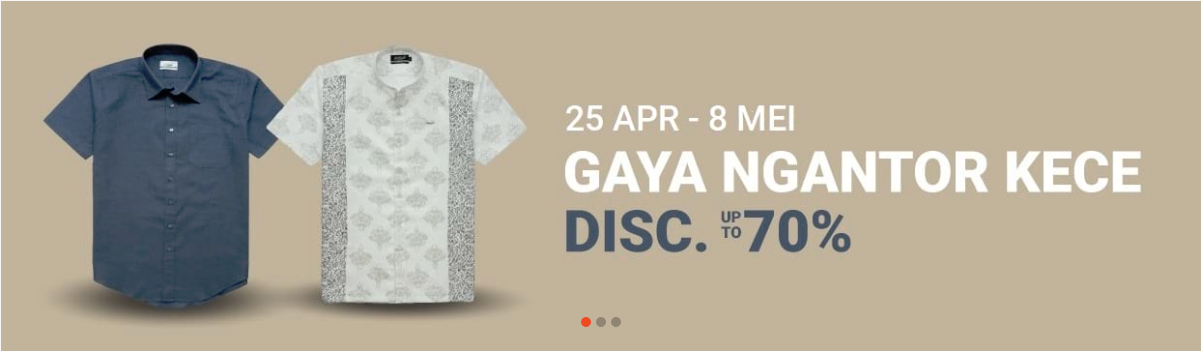 25 APR - 8 MEI
GAYA NGANTOR KECE
DISC. UP TO 70%